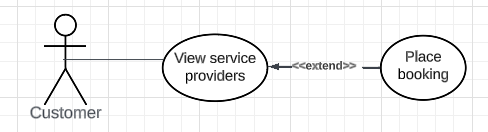 View service
providers
<<extend>>
Place
booking
Customer